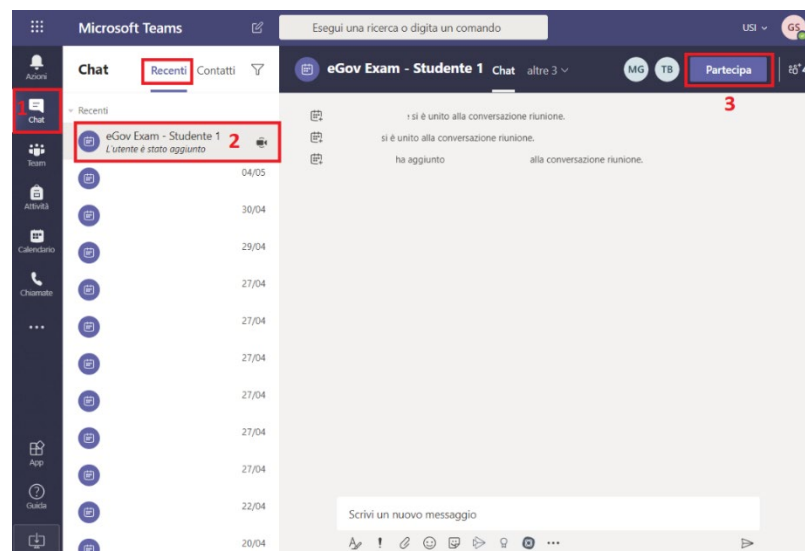 Microsoft Teams
Esegui una ricerca o digita un comando
USI
GS
Azioni
1
Chat
Team
Attività
Calendario
Chiamate
App
Guida
Chat
Recenti
Contatti
Recenti
eGov Exam - Studente 1
L'utente è stato aggiunto
2
04/05
30/04
29/04
27/04
27/04
27/04
27/04
27/04
27/04
22/04
20/04
eGov Exam - Studente 1 Chat altre 3
MG
TB
Partecipa
3
si è unito alla conversazione riunione.
si è unito alla conversazione riunione.
ha aggiunto alla conversazione riunione.
Scrivi un nuovo messaggio